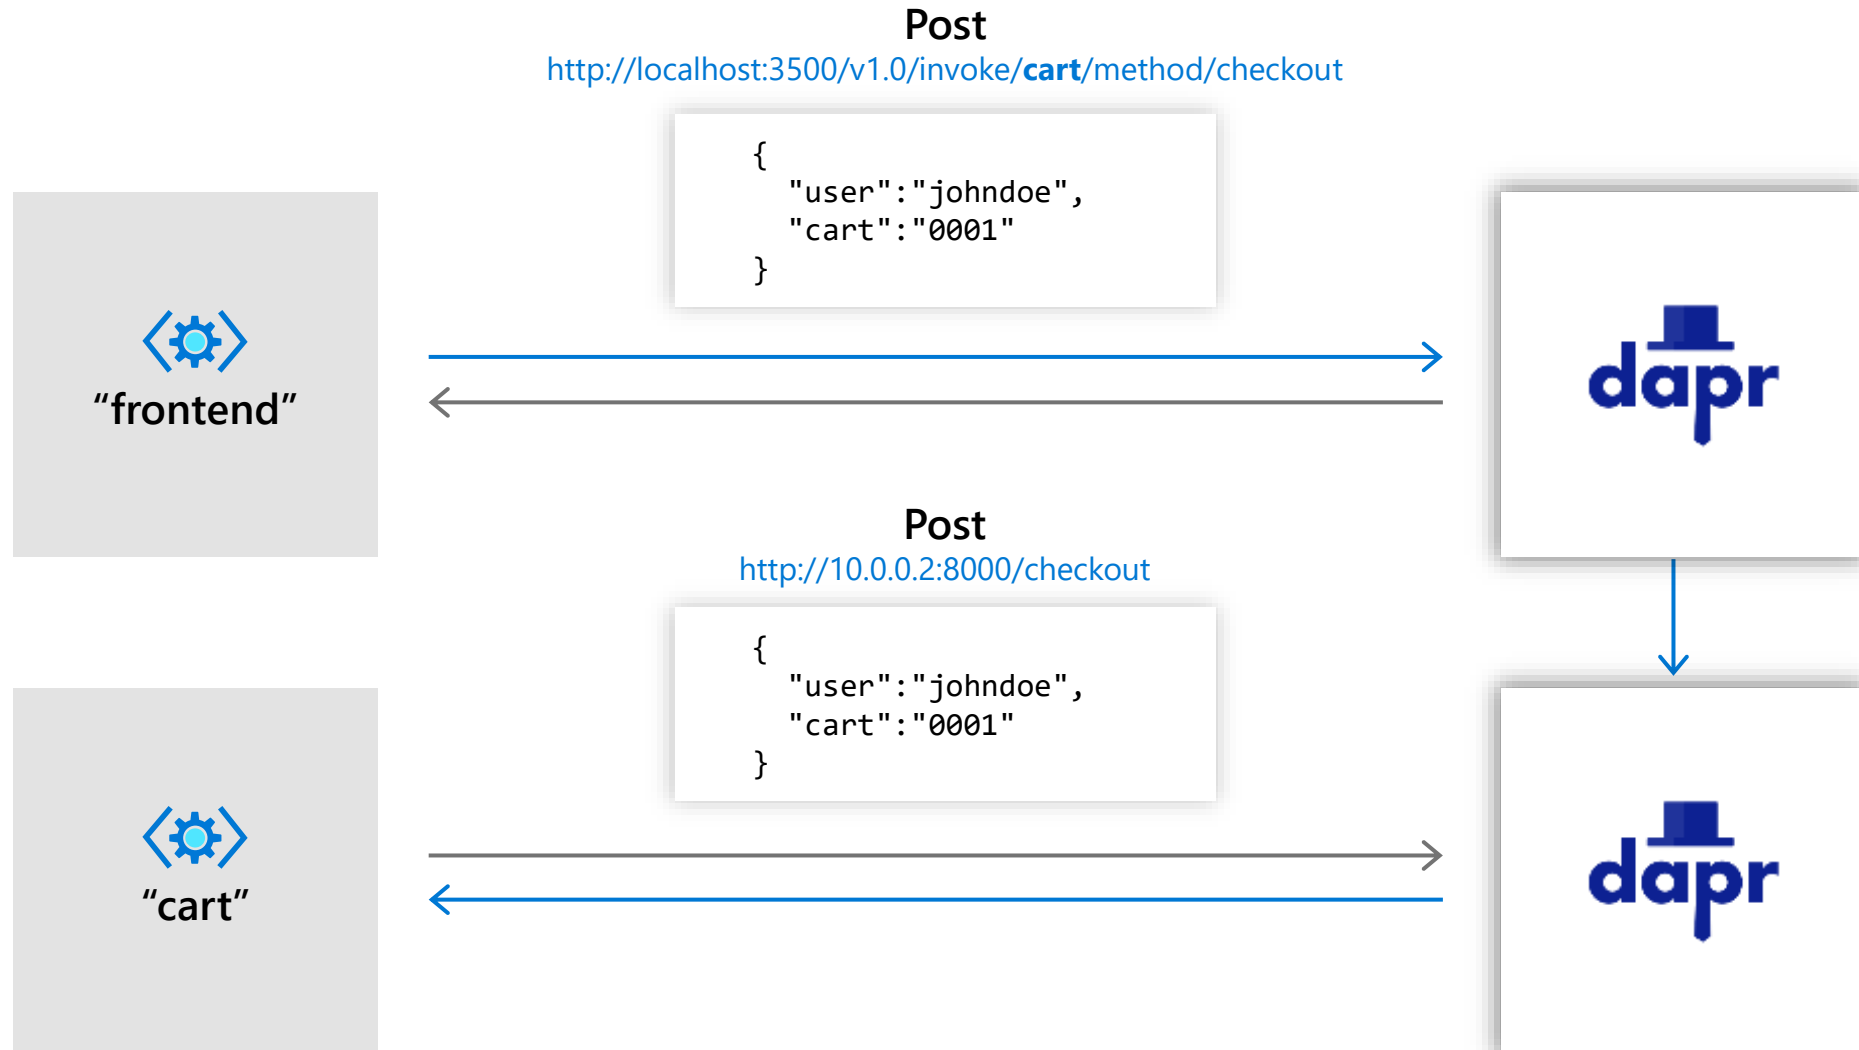 Post
http://localhost:3500/v1.0/invoke/cart/method/checkout
{
"user":"johndoe",
"cart":"0001"
}
“frontend”
dapr
Post
http://10.0.0.2:8000/checkout
{
"user":"johndoe",
"cart":"0001"
}
“cart”
dapr